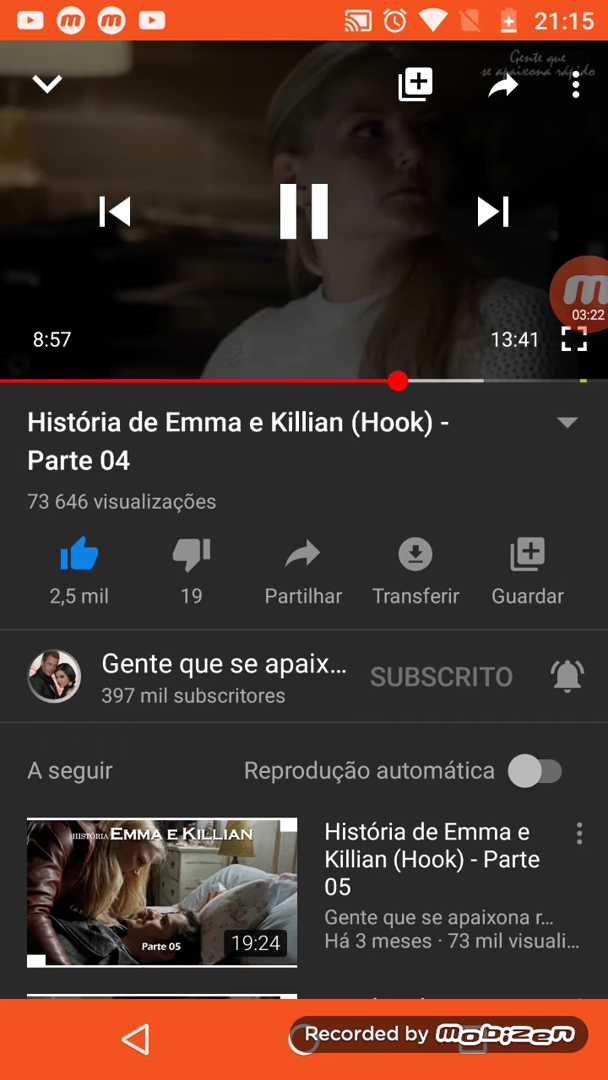 21:15
Gente que
se apaixona rápido
03:22
8:57
13:41
História de Emma e Killian (Hook) -
Parte 04
73 646 visualizações
2,5 mil
19
Partilhar
Transferir
Guardar
Gente que se apaix...
397 mil subscritores
SUBSCRITO
A seguir
Reprodução automática
HISTÓRIA EMMA E KILLIAN
Parte 05
19:24
História de Emma e
Killian (Hook) - Parte
05
Gente que se apaixona r...
Há 3 meses · 73 mil visuali...
Recorded by mobizen